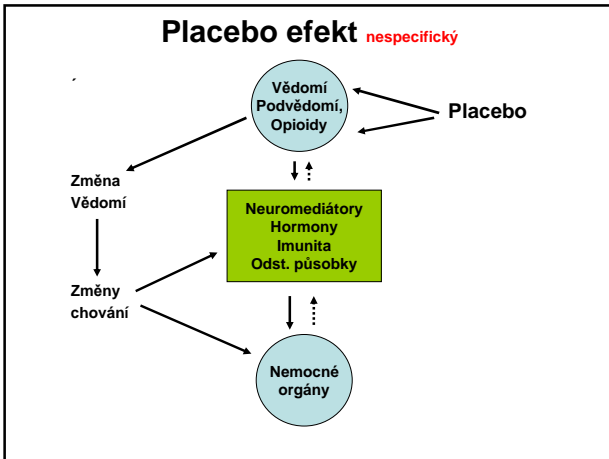 Placebo efekt nespecifický
Vědomí
Podvědomí,
Opioidy
Placebo
Změna
Vědomí
Neuromediátory
Hormony
Imunita
Odst. působky
Změny
chování
Nemocné
orgány